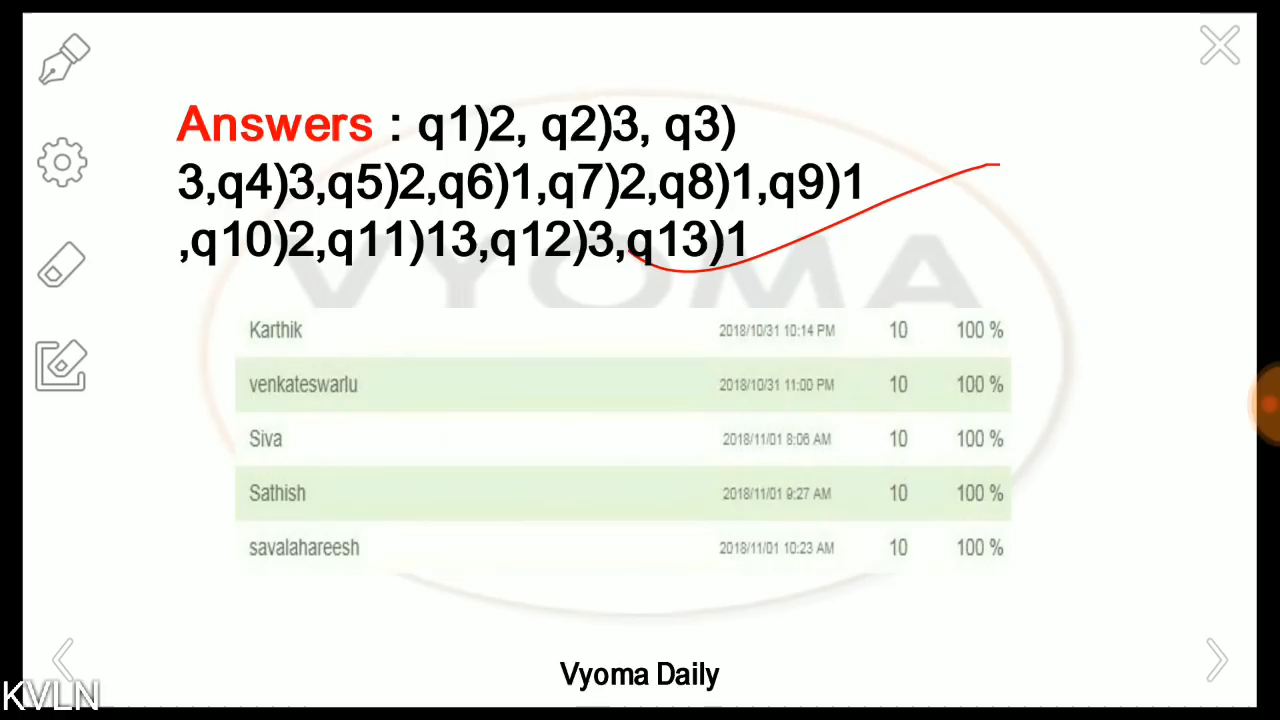 Answers : q1)2, q2)3, q3)
3,q4)3,q5)2,q6)1,q7)2,q8)1,q9)1
,q10)2,q11)13,q12)3,q13)1
VYOMA
Karthik 2018/10/31 10:14 PM 10 100 %
venkateswarlu 2018/10/31 11:00 PM 10 100 %
Siva 2018/11/01 8:06 AM 10 100 %
Sathish 2018/11/01 9:27 AM 10 100 %
savalahareesh 2018/11/01 10:23 AM 10 100 %
Vyoma Daily
KVLN